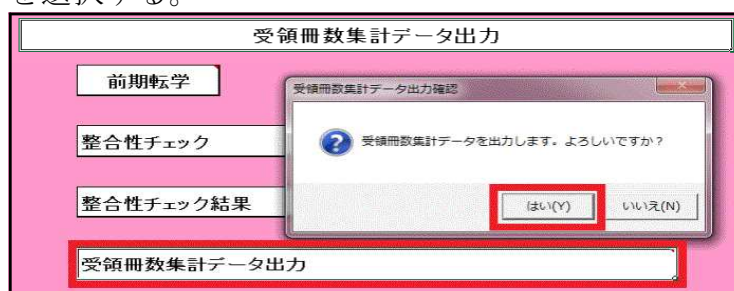 を選択する。
受領冊数集計データ出力
前期転学
受領冊数集計データ出力確認
整合性チェック
受領冊数集計データを出力します。よろしいですか？
整合性チェック結果
はい(Y)
いいえ(N)
受領冊数集計データ出力